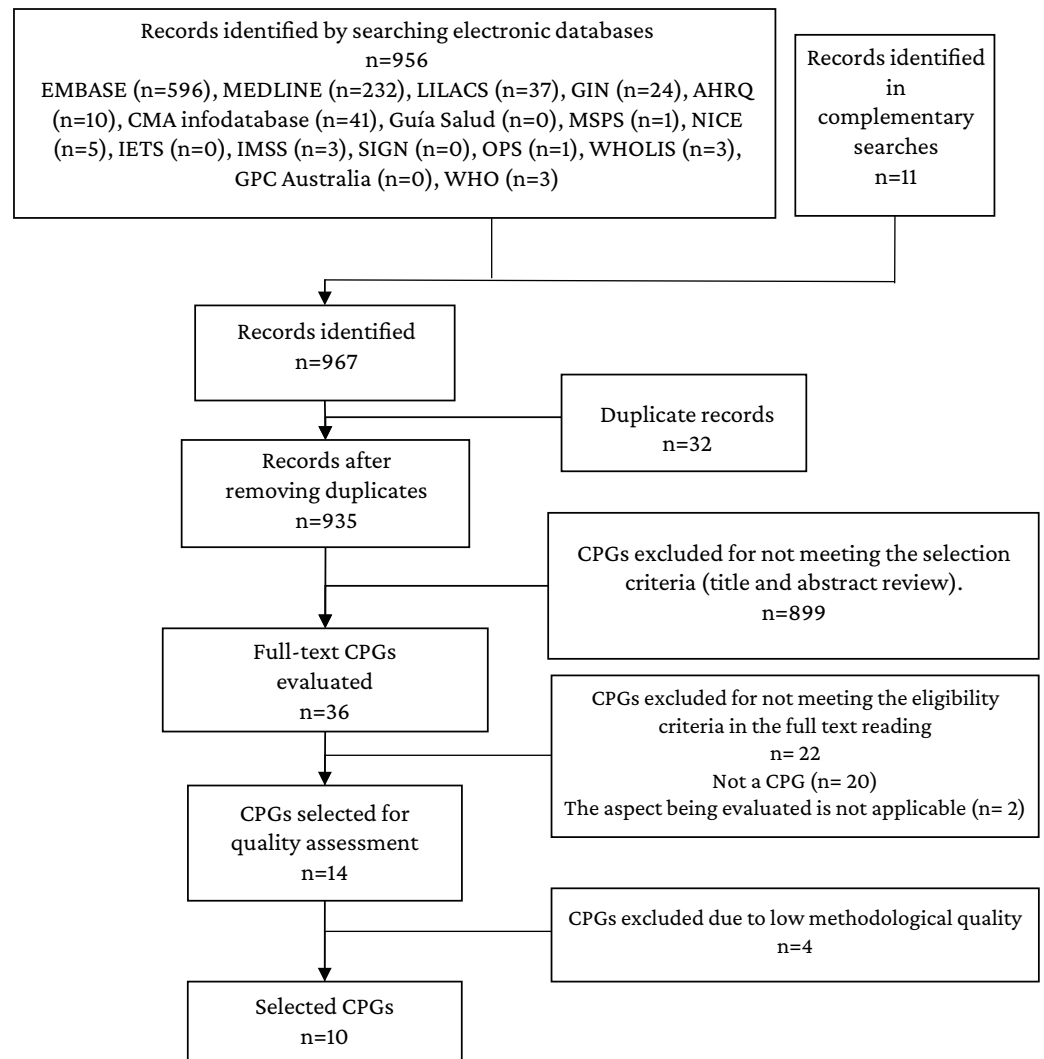 Records identified by searching electronic databases
n=956
EMBASE (n=596), MEDLINE (n=232), LILACS (n=37), GIN (n=24), AHRQ
(n=10), CMA infodatabase (n=41), Guía Salud (n=0), MSPS (n=1), NICE
(n=5), IETS (n=0), IMSS (n=3), SIGN (n=0), OPS (n=1), WHOLIS (n=3),
GPC Australia (n=0), WHO (n=3)
Records identified
in
complementary
searches
n=11
Records identified
n=967
Duplicate records
n=32
Records after
removing duplicates
n=935
CPGs excluded for not meeting the selection
criteria (title and abstract review).
n=899
Full-text CPGs
evaluated
n=36
CPGs excluded for not meeting the eligibility
criteria in the full text reading
n= 22
Not a CPG (n= 20)
The aspect being evaluated is not applicable (n= 2)
CPGs selected for
quality assessment
n=14
CPGs excluded due to low methodological quality
n=4
Selected CPGs
n=10